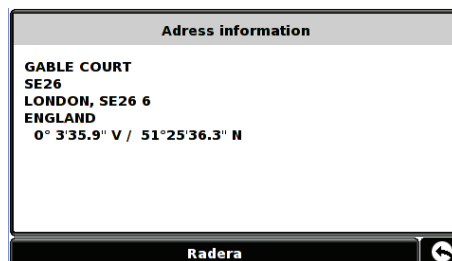 Adress information
GABLE COURT
SE26
LONDON, SE26 6
ENGLAND
0° 3'35.9" V / 51°25'36.3" N
Radera